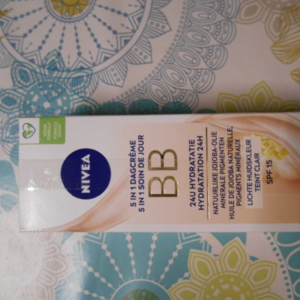 NIVEA
5 IN 1 DAGCRÈME
5 IN 1 SOIN DE JOUR
BB
24U HYDRATATIE
HYDRATATION 24H
NATUURLIJKE JOJOBA-OLIE
MINERALE PIGMENTEN
HUILE DE JOJOBA NATURELLE,
PIGMENTS MINÉRAUX
LICHTE HUIDSKLEUR
TEINT CLAIR
SPF 15